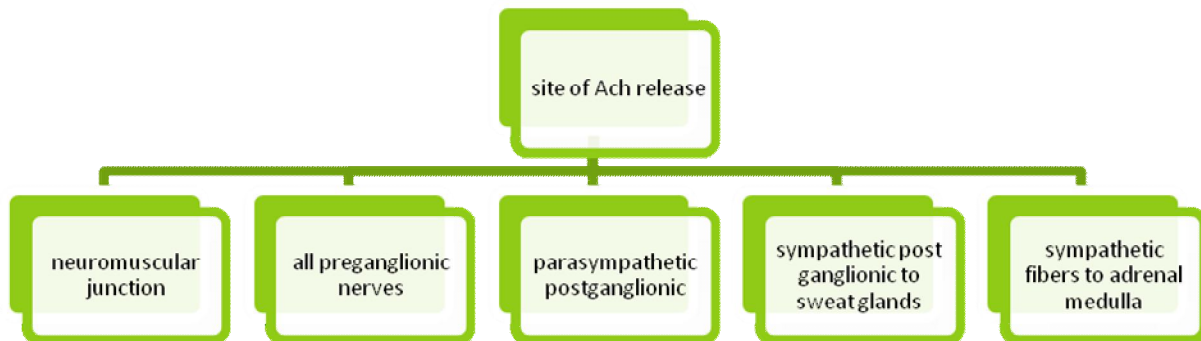 site of Ach release
neuromuscular
junction
all preganglionic
nerves
parasympathetic
postganglionic
sympathetic post
ganglionic to
sweat glands
sympathetic
fibers to adrenal
medulla